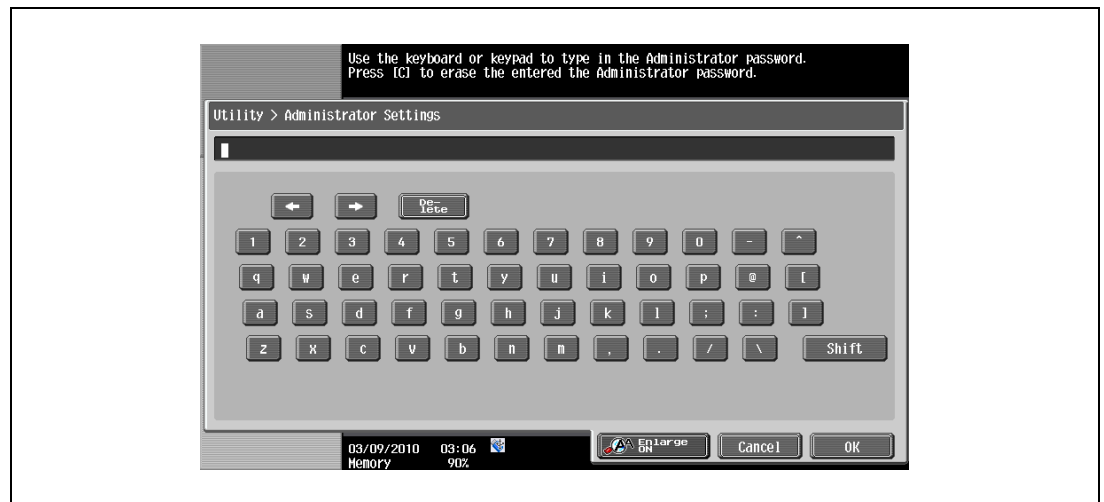 Use the keyboard or keypad to type in the Administrator password.
Press [C] to erase the entered the Administrator password.
Utility > Administrator Settings
De-
lete
1 2 3 4 5 6 7 8 9 0 - ^
q w e r t y u i o p @ [
a s d f g h j k l ; : ]
z x c v b n m , . / \ Shift
Enlarge
ON
Cancel OK
03/09/2010 03:06
Memory 90%